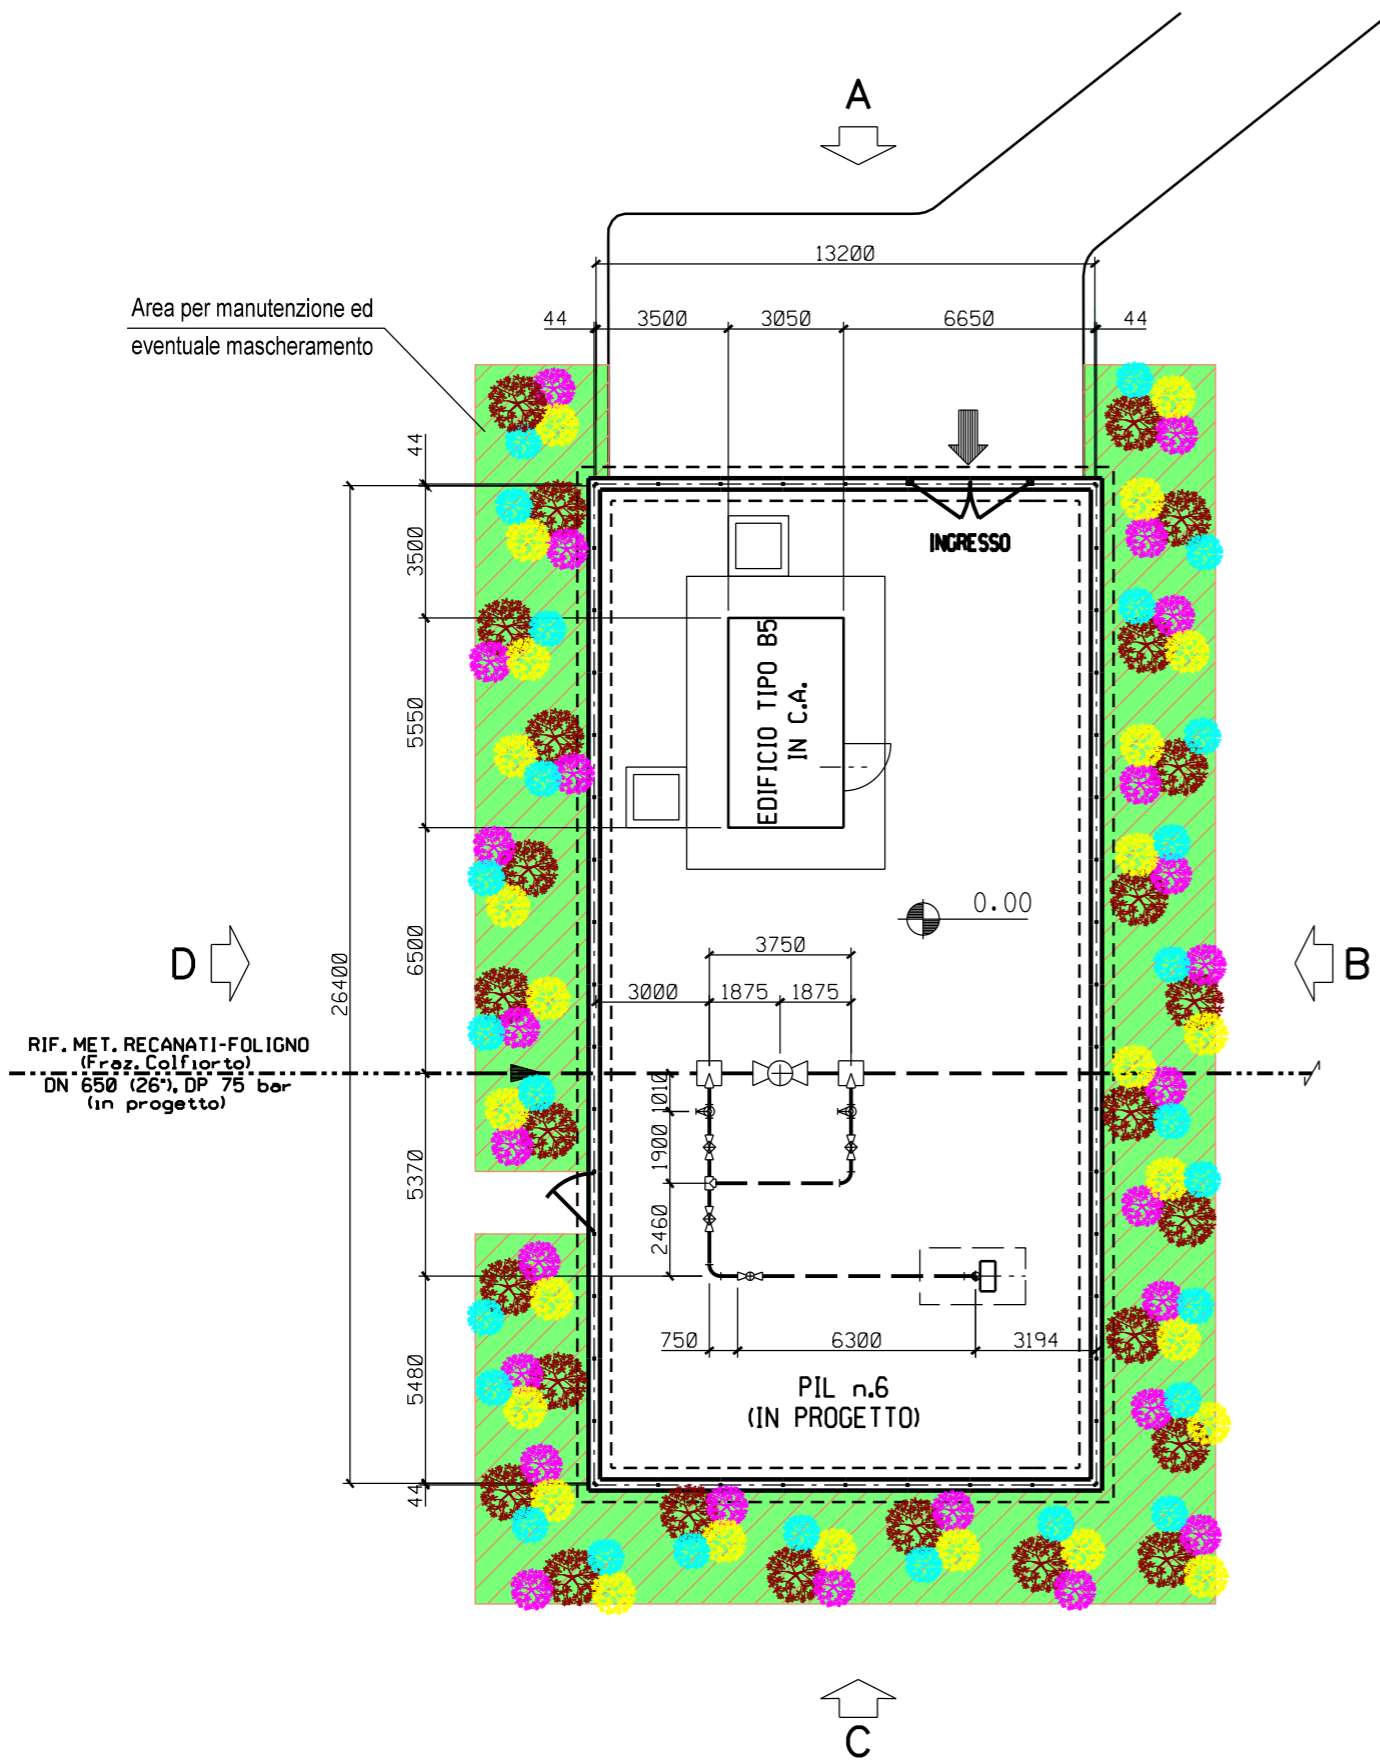 A
13200
44
3500
3050
6650
44
Area per manutenzione ed
eventuale mascheramento
44
3500
5550
6500
5370
5480
44
26400
INGRESSO
EDIFICIO TIPO B5
IN C.A.
0.00
D
B
3750
3000
1875
1875
RIF. MET. RECANATI-FOLIGNO
(Fraz. Colfiorto)
DN 650 (26"), DP 75 bar
(in progetto)
1010
1900
2460
750
6300
3194
PIL n.6
(IN PROGETTO)
C